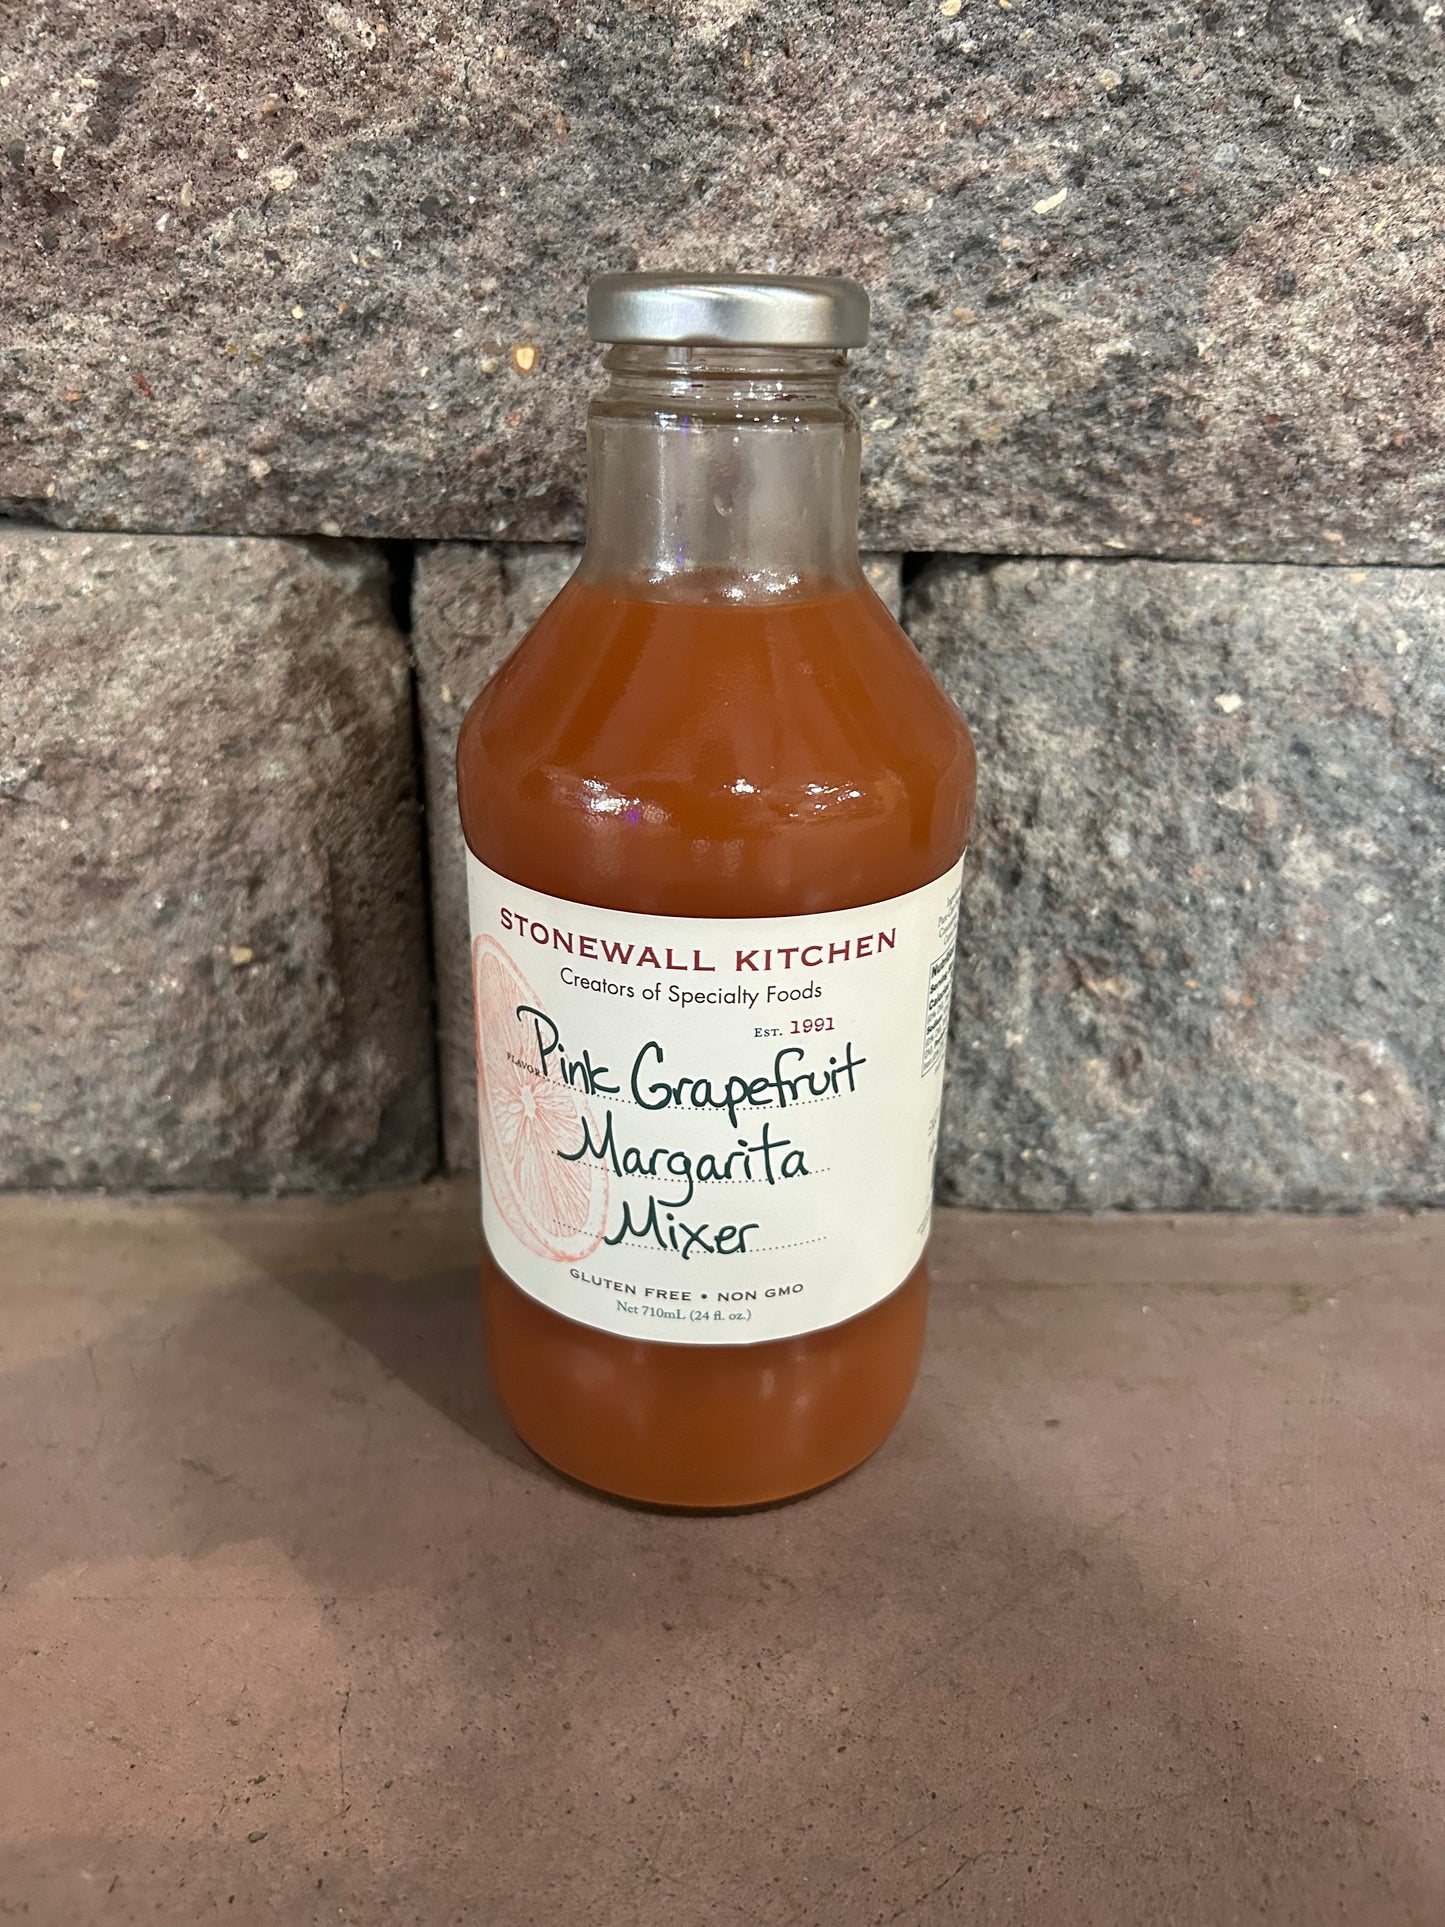 STONEWALL KITCHEN
Creators of Specialty Foods
EST. 1991
FLAVOR Pink Grapefruit
Margarita
Mixer
GLUTEN FREE • NON GMO
Net 710mL (24 fl. oz.)